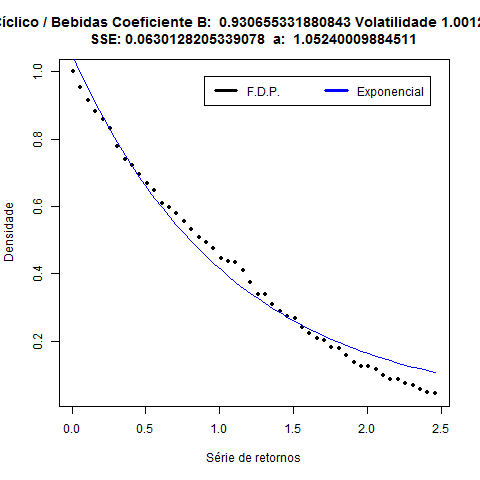 Cíclico / Bebidas Coeficiente B: 0.930655331880843 Volatilidade 1.0012
SSE: 0.0630128205339078 a: 1.05240009884511
F.D.P. Exponencial
1.0
0.8
0.6
0.4
0.2
Densidade
0.0 0.5 1.0 1.5 2.0 2.5
Série de retornos